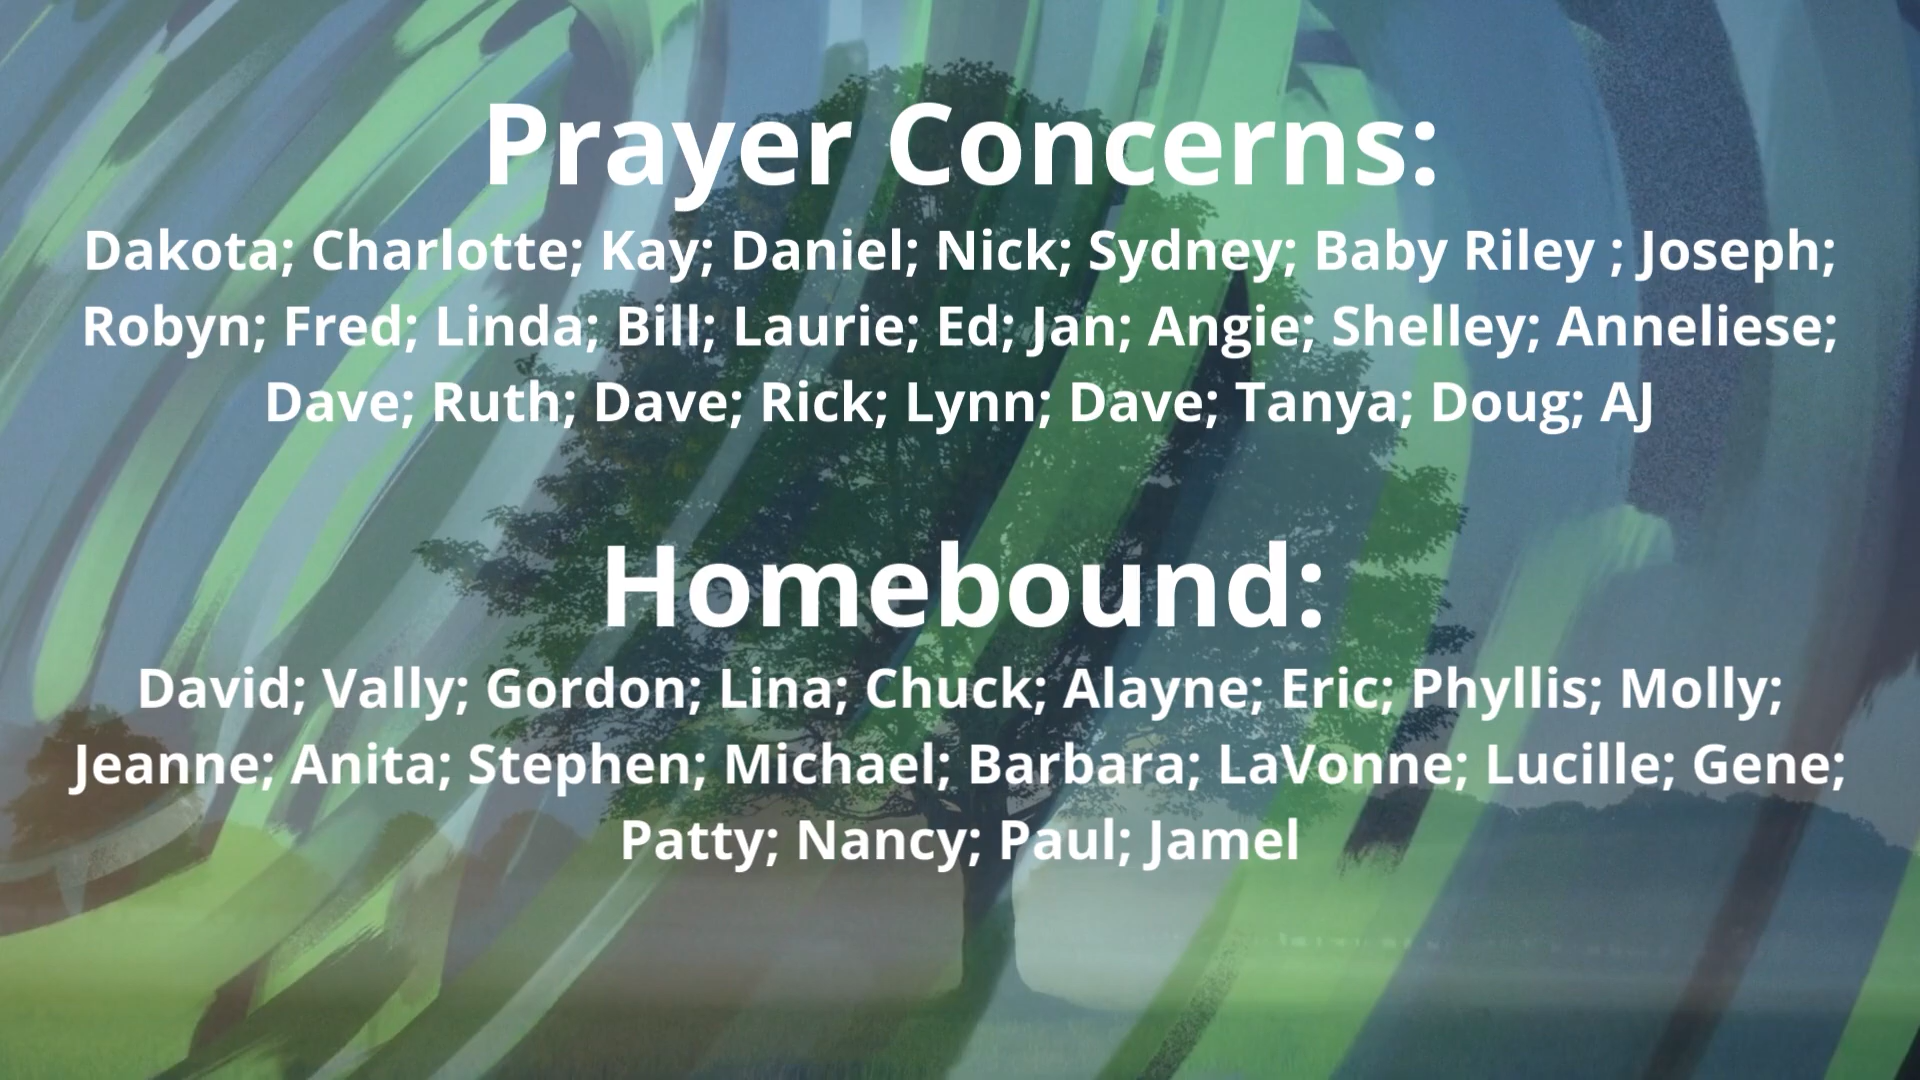 Prayer Concerns:
Dakota; Charlotte; Kay; Daniel; Nick; Sydney; Baby Riley ; Joseph;
Robyn; Fred; Linda; Bill; Laurie; Ed; Jan; Angie; Shelley; Anneliese;
Dave; Ruth; Dave; Rick; Lynn; Dave; Tanya; Doug; AJ
Homebound:
David; Vally; Gordon; Lina; Chuck; Alayne; Eric; Phyllis; Molly;
Jeanne; Anita; Stephen; Michael; Barbara; LaVonne; Lucille; Gene;
Patty; Nancy; Paul; Jamel